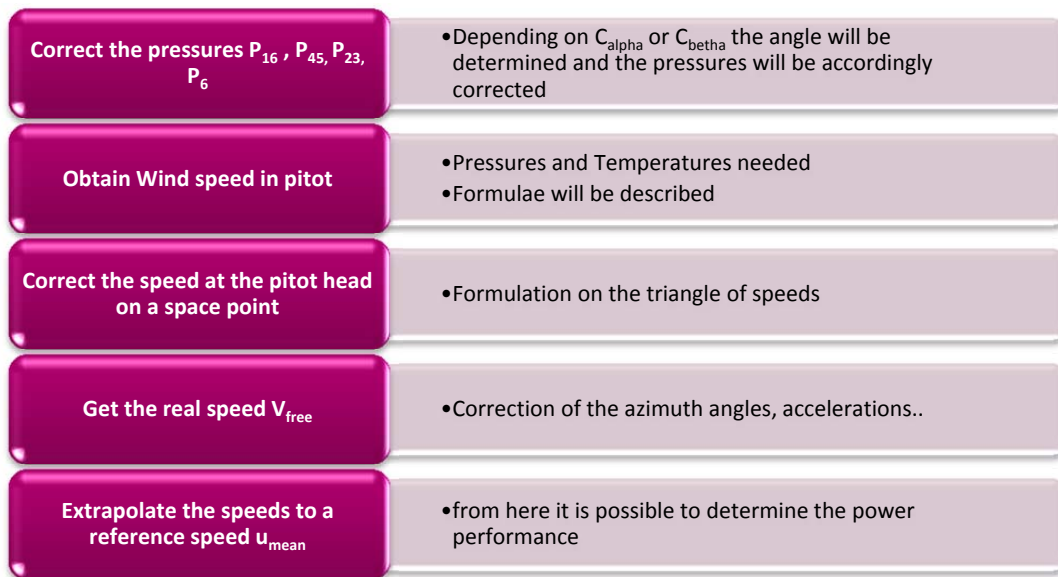 Correct the pressures P16 , P45, P23,
P6
•Depending on Calpha or Cbetha the angle will be
determined and the pressures will be accordingly
corrected
Obtain Wind speed in pitot
•Pressures and Temperatures needed
•Formulae will be described
Correct the speed at the pitot head
on a space point
•Formulation on the triangle of speeds
Get the real speed Vfree
•Correction of the azimuth angles, accelerations..
Extrapolate the speeds to a
reference speed umean
•from here it is possible to determine the power
performance